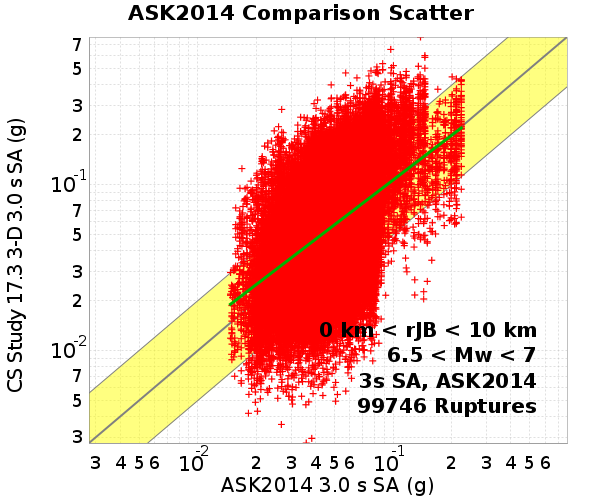 ASK2014 Comparison Scatter
CS Study 17.3 3-D 3.0 s SA (g)
7
5
3
2
10-1
7
5
3
2
10-2
7
5
3
0 km < rJB < 10 km
6.5 < Mw < 7
3s SA, ASK2014
99746 Ruptures
3 4 5 6 10-2 2 3 4 5 6 10-1 2 3 4 5 6
ASK2014 3.0 s SA (g)